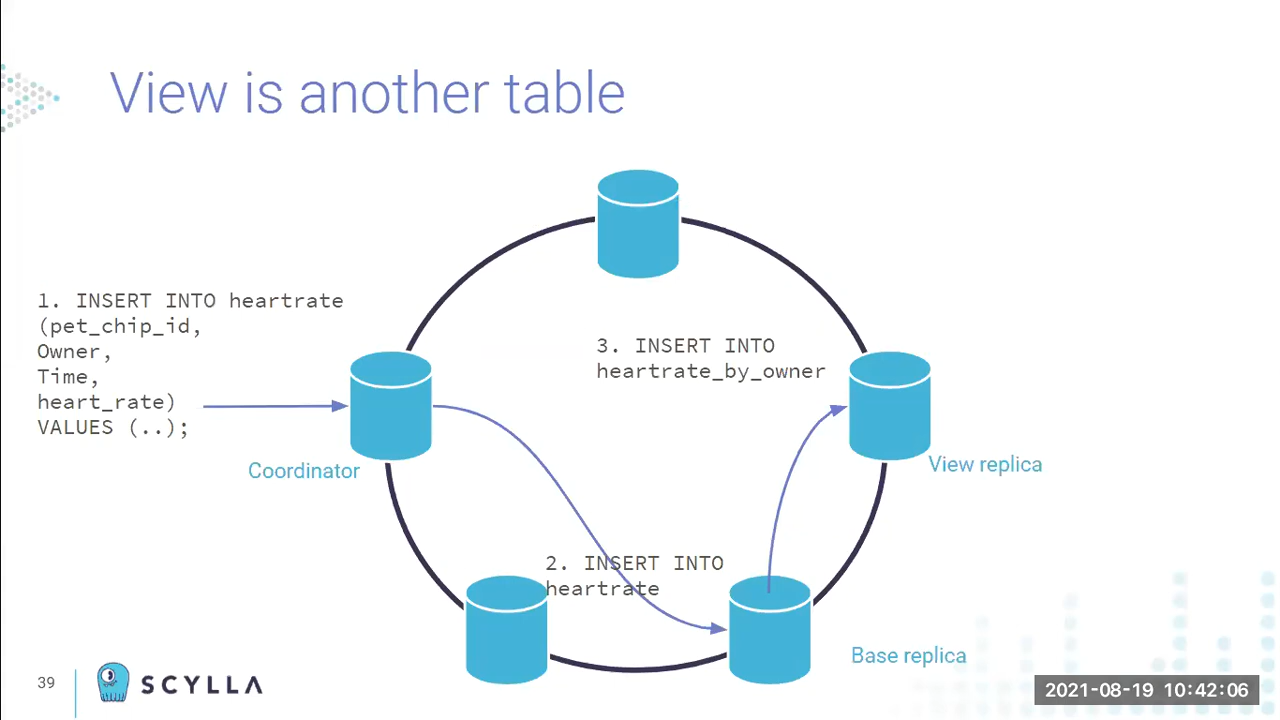 View is another table
1. INSERT INTO heartrate
(pet_chip_id,
Owner,
Time,
heart_rate)
VALUES (..);
3. INSERT INTO
heartrate_by_owner
Coordinator
View replica
2. INSERT INTO
heartrate
Base replica
39
SCYLLA
2021-08-19 10:42:06